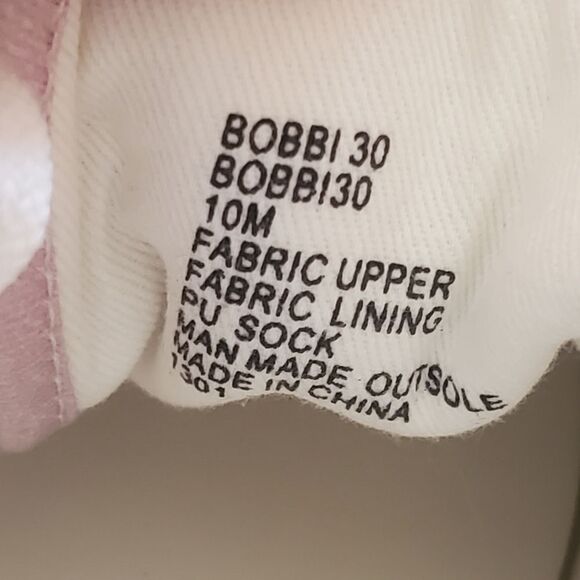 BOBBI 30
BOBBI30
10M
FABRIC UPPER
FABRIC LINING
PU SOCK
MAN MADE OUTSOLE
MADE IN CHINA
1301